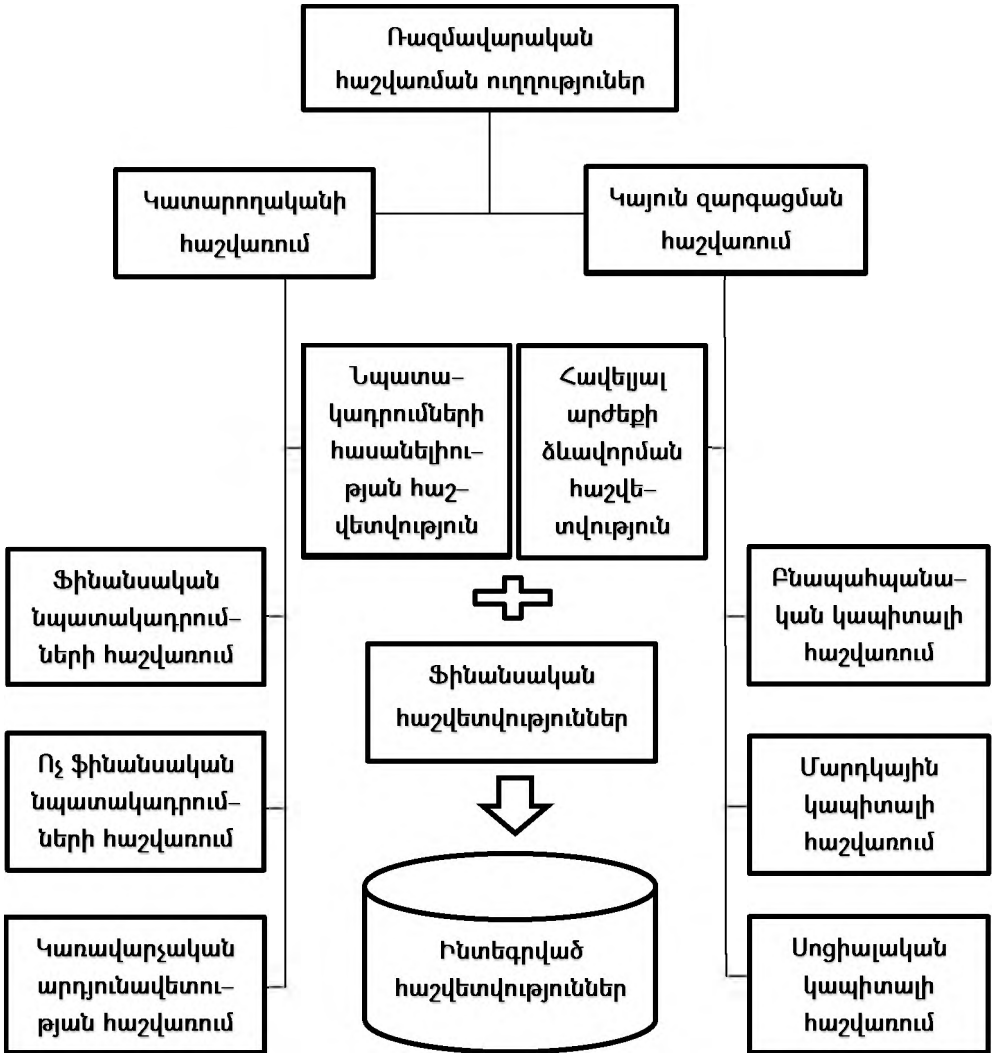 Ռազմավարական
հաշվառման ուղղություներ
Կատարողականի
հաշվառում
Կայուն զարգացման
հաշվառում
Նպատա–
կադրումների
հասանելիու–
թյան հաշ–
վետվություն
Հավելյալ
արժեքի
ձևավորման
հաշվե–
տվություն
Ֆինանսական
նպատակադրում–
ների հաշվառում
Բնապահպանա–
կան կապիտալի
հաշվառում
Ֆինանսական
հաշվետվություններ
Ոչ ֆինանսական
նպատակադրում–
ների հաշվառում
Մարդկային
կապիտալի
հաշվառում
Կառավարչական
արդյունավետու–
թյան հաշվառում
Ինտեգրված
հաշվետվություններ
Սոցիալական
կապիտալի
հաշվառում